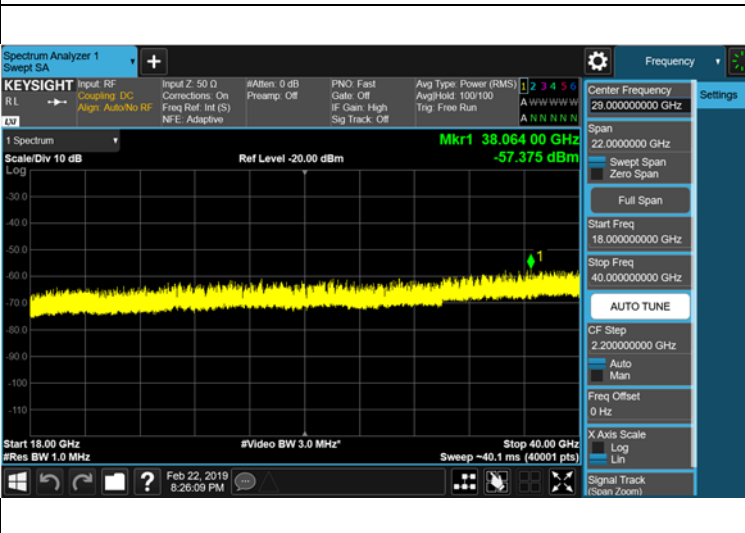 Spectrum Analyzer 1
Swept SA
Frequency
KEYSIGHT
RL
LXI
Input: RF
Coupling: DC
Align: Auto/No RF
Input Z: 50 Ω
Corrections: On
Freq Ref: Int (S)
NFE: Adaptive
#Atten: 0 dB
Preamp: Off
PNO: Fast
Gate: Off
IF Gain: High
Sig Track: Off
Avg Type: Power (RMS)
Avg|Hold: 100/100
Trig: Free Run
1 2 3 4 5 6
A W W W W W
A N N N N N
1 Spectrum
Scale/Div 10 dB
Log
Ref Level -20.00 dBm
Mkr1 38.064 00 GHz
-57.375 dBm
1
-30.0
-40.0
-50.0
-60.0
-70.0
-80.0
-90.0
-100
-110
Start 18.00 GHz
#Res BW 1.0 MHz
#Video BW 3.0 MHz*
Stop 40.00 GHz
Sweep ~40.1 ms (40001 pts)
Center Frequency
29.000000000 GHz
Span
22.0000000 GHz
Swept Span
Zero Span
Full Span
Start Freq
18.000000000 GHz
Stop Freq
40.000000000 GHz
AUTO TUNE
CF Step
2.200000000 GHz
Auto
Man
Freq Offset
0 Hz
X Axis Scale
Log
Lin
Signal Track
(Span Zoom)
Settings
?
Feb 22, 2019
8:26:09 PM